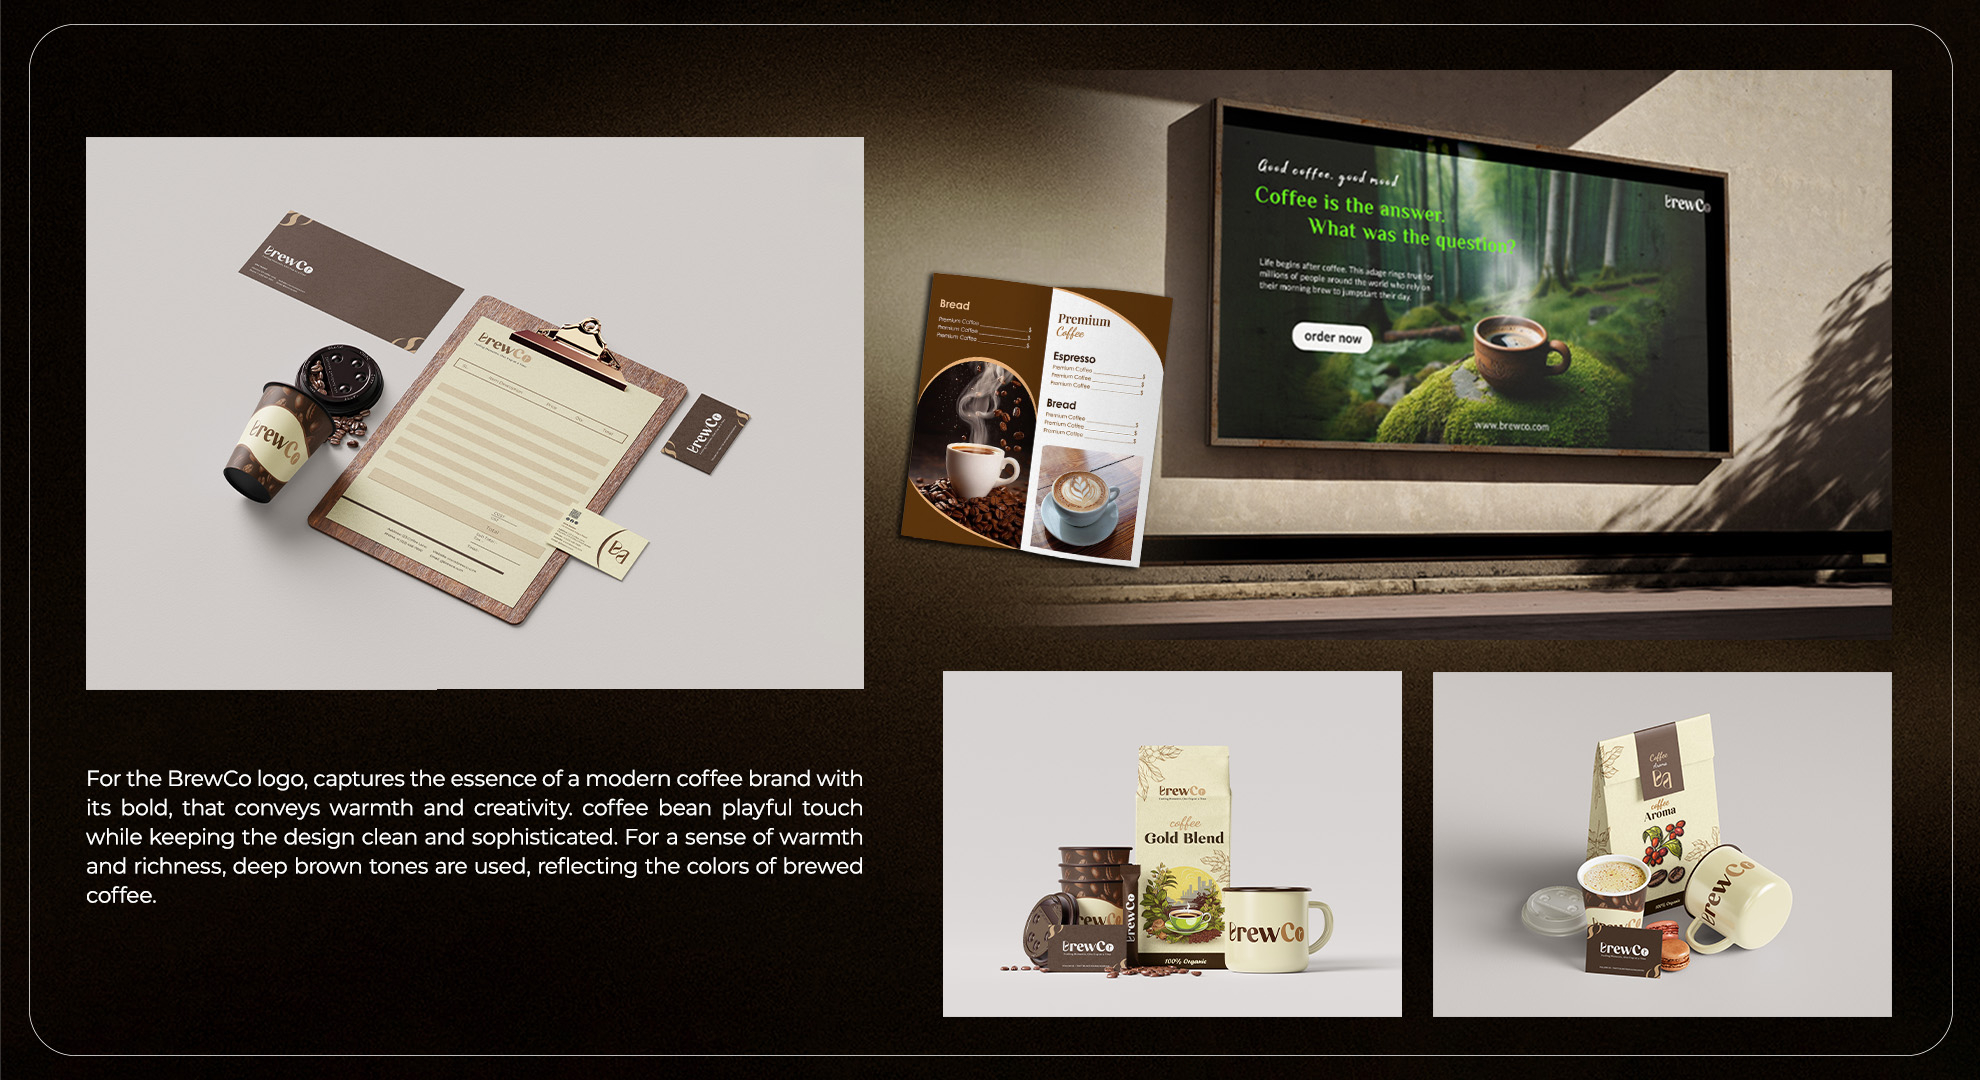 BrewCo
BrewCo
BrewCo
Total
BrewCo
Bread
Premium Coffee $
Premium Coffee $
Premium Coffee $
Premium
Coffee
Espresso
Premium Coffee $
Premium Coffee $
Premium Coffee $
Bread
Premium Coffee $
Premium Coffee $
Premium Coffee $
Good coffee, good mood
Coffee is the answer.
What was the question?
BrewCo
Life begins after coffee. This adage rings true for
millions of people around the world who rely on
their morning brew to jumpstart their day.
order now
www.brewco.com
For the BrewCo logo, captures the essence of a modern coffee brand with
its bold, that conveys warmth and creativity. coffee bean playful touch
while keeping the design clean and sophisticated. For a sense of warmth
and richness, deep brown tones are used, reflecting the colors of brewed
coffee.
BrewCo
coffee
Gold Blend
BrewCo
BrewCo
BrewCo
BrewCo
100% Organic
Coffee
Aroma
coffee
Aroma
100% Organic
BrewCo
BrewCo
BrewCo